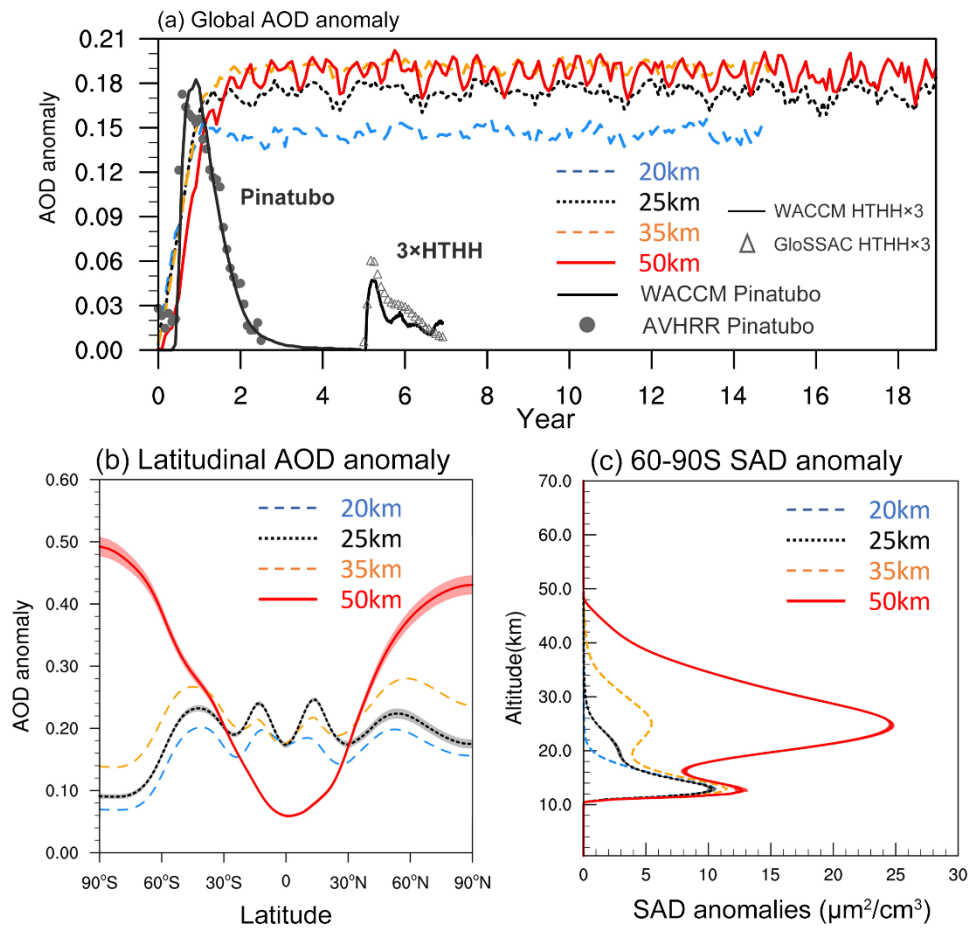 (a) Global AOD anomaly
0.21
0.18
0.15
0.12
0.09
0.06
0.03
0.00
AOD anomaly
Pinatubo
3×HTHH
20km
25km
35km
50km
WACCM Pinatubo
AVHRR Pinatubo
WACCM HTHH×3
GloSSAC HTHH×3
0 2 4 6 8 10 12 14 16 18
Year
(b) Latitudinal AOD anomaly
0.60
0.50
0.40
0.30
0.20
0.10
0.00
AOD anomaly
20km
25km
35km
50km
90°S 60°S 30°S 0 30°N 60°N 90°N
Latitude
(c) 60-90S SAD anomaly
70.0
60.0
50.0
40.0
30.0
20.0
10.0
Altitude(km)
20km
25km
35km
50km
0 5 10 15 20 25 30
SAD anomalies (μm²/cm³)